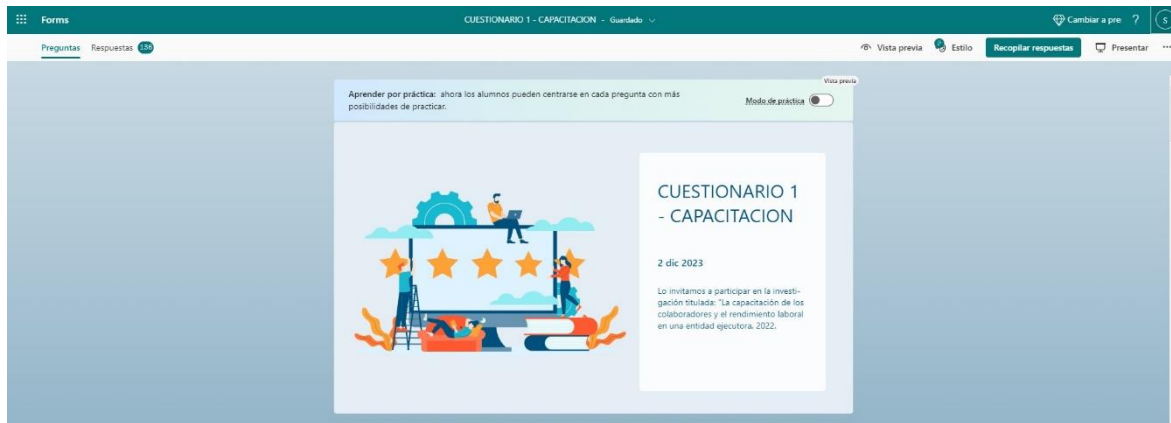 Forms
CUESTIONARIO 1 - CAPACITACION - Guardado
Cambiar a pre ? S
Preguntas Respuestas 136
Vista previa Estilo Recopilar respuestas Presentar ...
Vista previa
Aprender por práctica: ahora los alumnos pueden centrarse en cada pregunta con más
posibilidades de practicar.
Modo de práctica
CUESTIONARIO 1
- CAPACITACION
2 dic 2023
Lo invitamos a participar en la investi-
gación titulada: "La capacitación de los
colaboradores y el rendimiento laboral
en una entidad ejecutora, 2022.